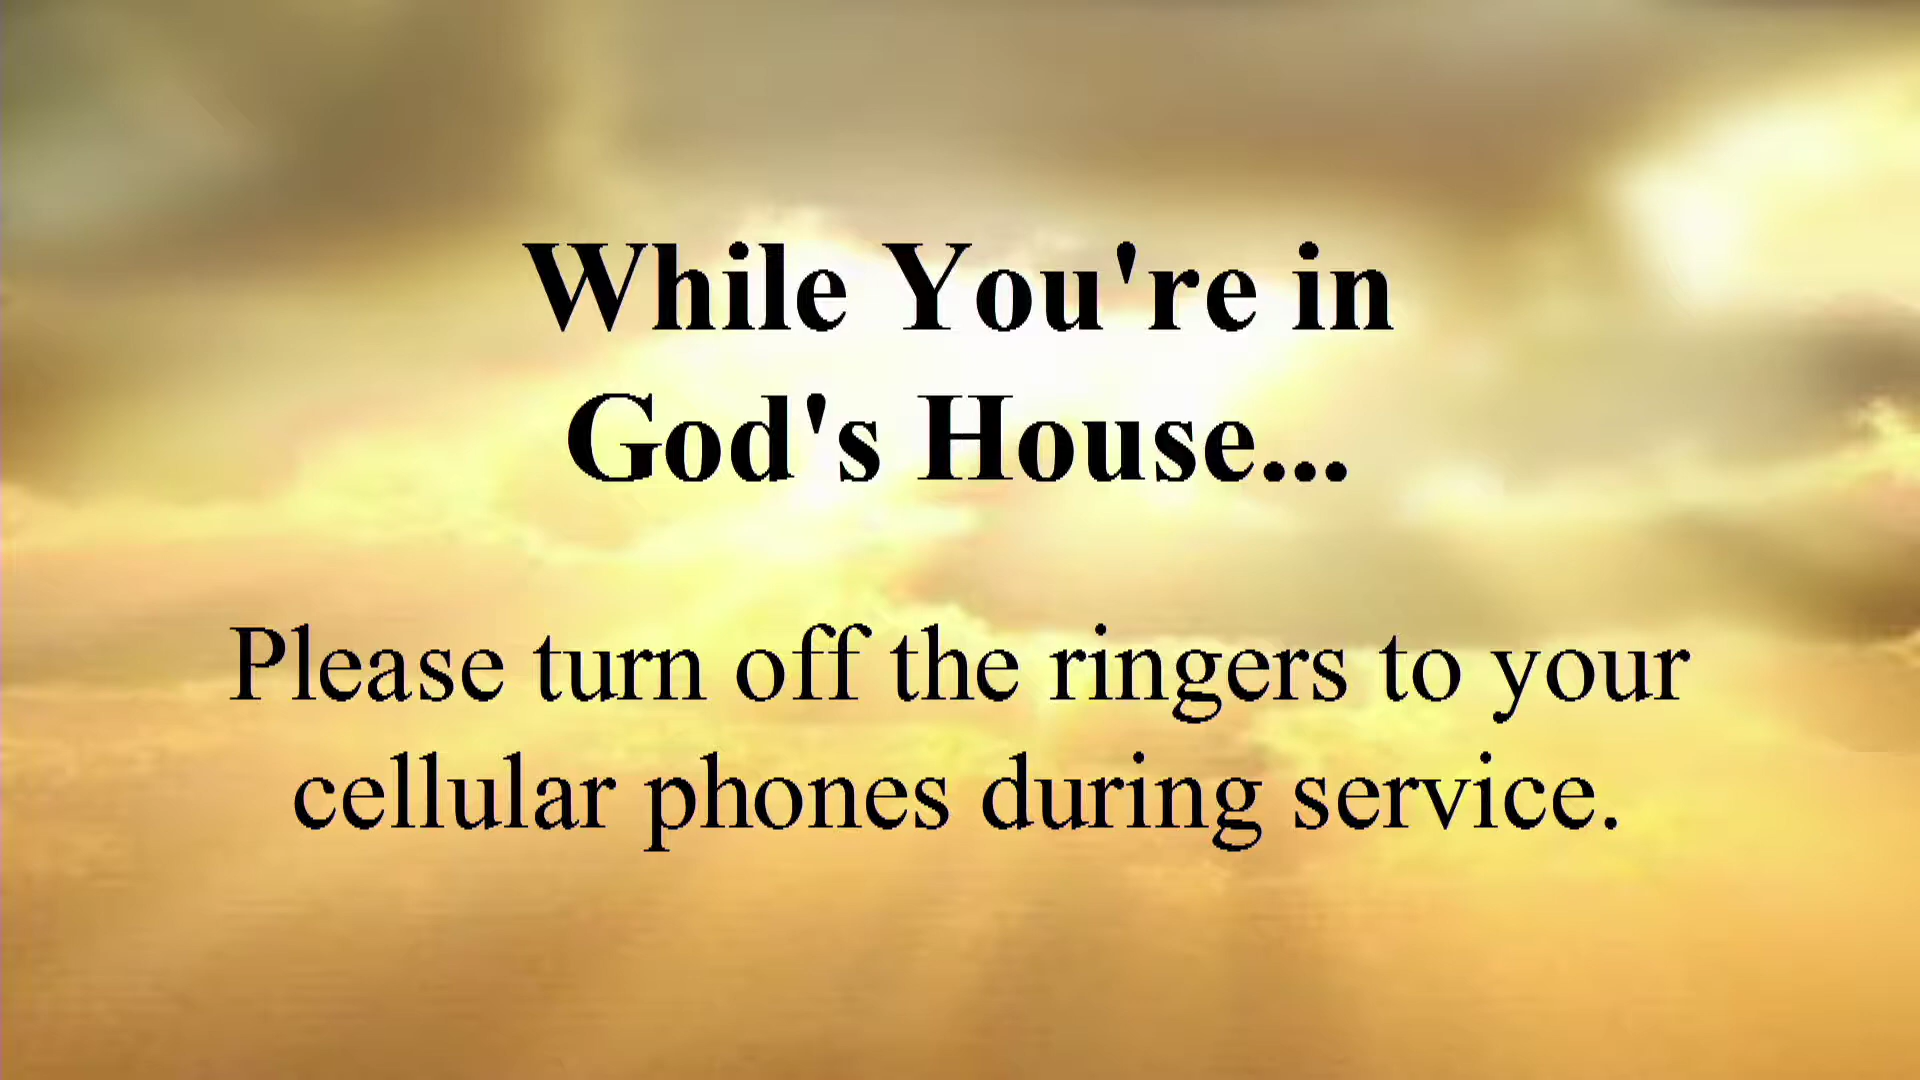 While You're in
God's House...
Please turn off the ringers to your
cellular phones during service.